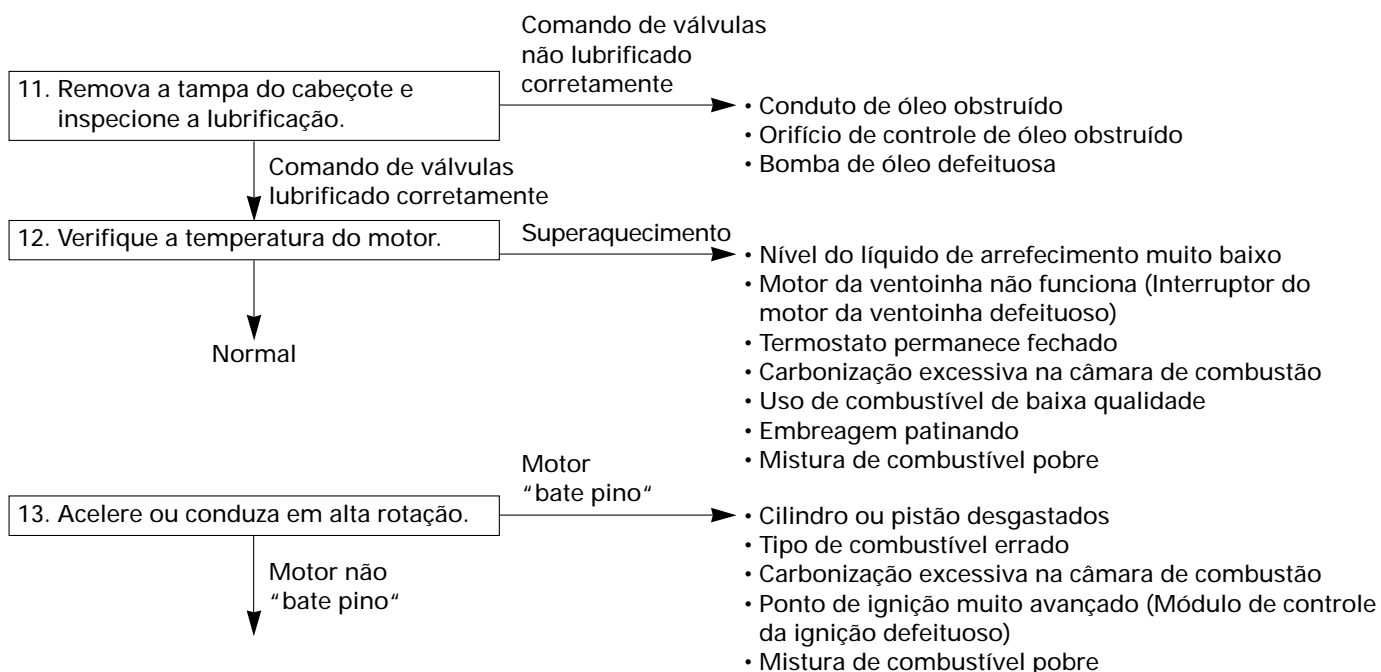 Comando de válvulas
não lubrificado
corretamente
11. Remova a tampa do cabeçote e
inspecione a lubrificação.
• Conduto de óleo obstruído
• Orifício de controle de óleo obstruído
• Bomba de óleo defeituosa
Comando de válvulas
lubrificado corretamente
12. Verifique a temperatura do motor.
Superaquecimento
• Nível do líquido de arrefecimento muito baixo
• Motor da ventoinha não funciona (Interruptor do
motor da ventoinha defeituoso)
• Termostato permanece fechado
• Carbonização excessiva na câmara de combustão
• Uso de combustível de baixa qualidade
• Embreagem patinando
• Mistura de combustível pobre
Normal
Motor
“bate pino“
13. Acelere ou conduza em alta rotação.
• Cilindro ou pistão desgastados
• Tipo de combustível errado
• Carbonização excessiva na câmara de combustão
• Ponto de ignição muito avançado (Módulo de controle
da ignição defeituoso)
• Mistura de combustível pobre
Motor não
“bate pino“